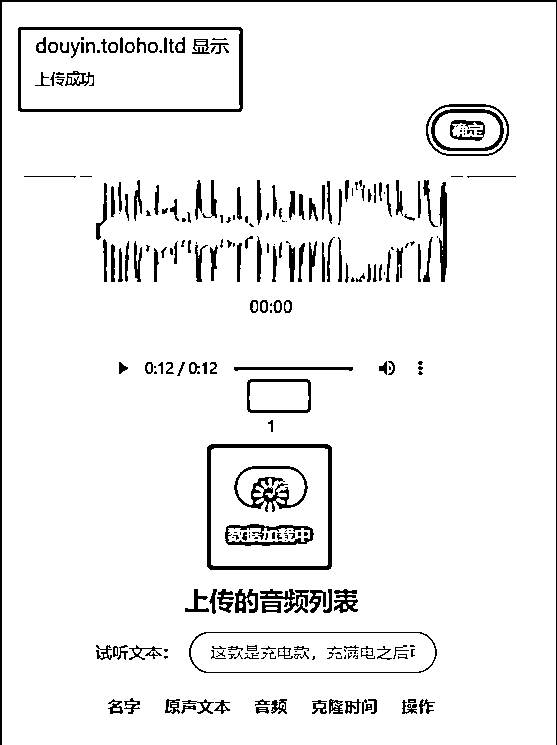 douyin.toloho.ltd 显示
上传成功
确定
00:00
0:12 / 0:12
1
数据加载中
上传的音频列表
试听文本： 这款是充电款，充满电之后可
名字 原声文本 音频 克隆时间 操作